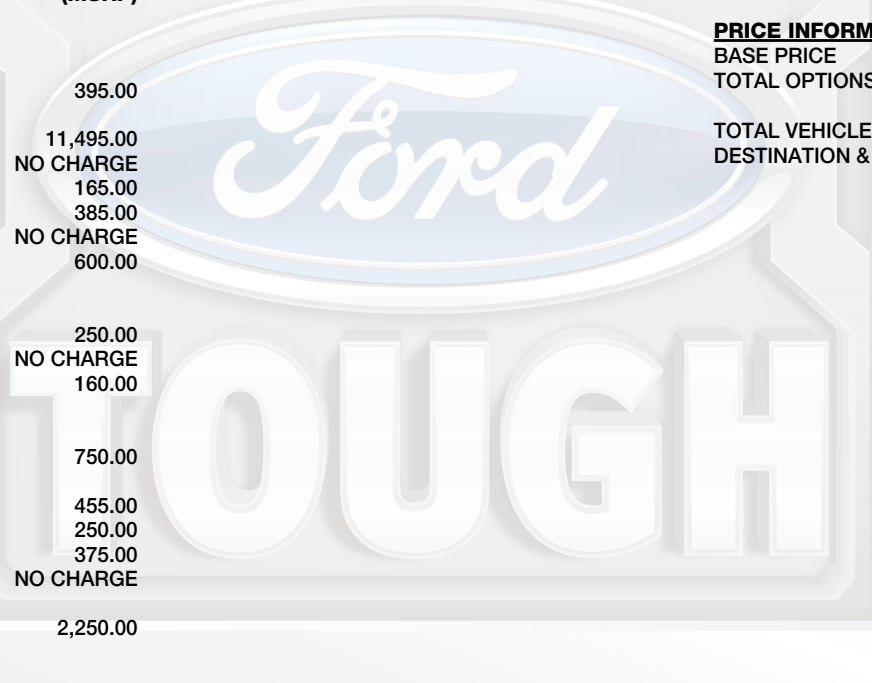 395.00
11,495.00
NO CHARGE
165.00
385.00
NO CHARGE
600.00
250.00
NO CHARGE
160.00
750.00
455.00
250.00
375.00
NO CHARGE
2,250.00
PRICE INFORM
BASE PRICE
TOTAL OPTIONS
TOTAL VEHICLE
DESTINATION &
Ford
TOUGH